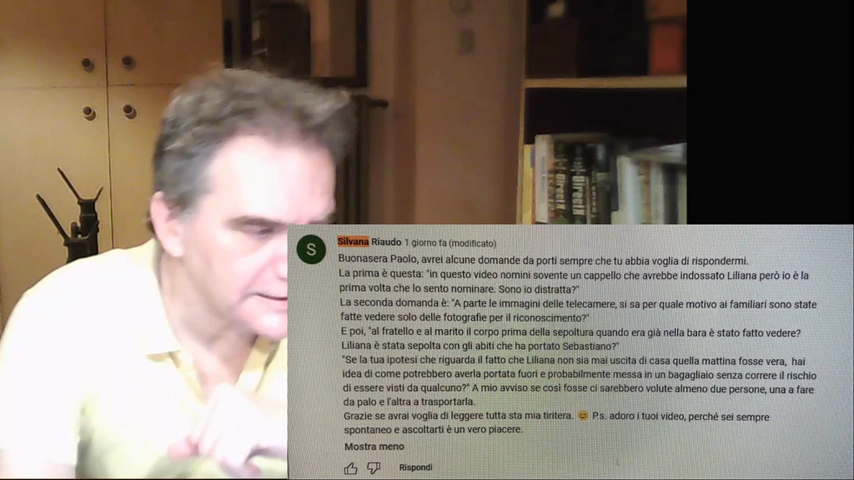 S
Silvana Riaudo 1 giorno fa (modificato)
Buonasera Paolo, avrei alcune domande da porti sempre che tu abbia voglia di rispondermi.
La prima è questa: "in questo video nomini sovente un cappello che avrebbe indossato Liliana però io è la
prima volta che lo sento nominare. Sono io distratta?"
La seconda domanda è: "A parte le immagini delle telecamere, si sa per quale motivo ai familiari sono state
fatte vedere solo delle fotografie per il riconoscimento?"
E poi, "al fratello e al marito il corpo prima della sepoltura quando era già nella bara è stato fatto vedere?
Liliana è stata sepolta con gli abiti che ha portato Sebastiano?"
"Se la tua ipotesi che riguarda il fatto che Liliana non sia mai uscita di casa quella mattina fosse vera, hai
idea di come potrebbero averla portata fuori e probabilmente messa in un bagagliaio senza correre il rischio
di essere visti da qualcuno?" A mio avviso se così fosse ci sarebbero volute almeno due persone, una a fare
da palo e l'altra a trasportarla.
Grazie se avrai voglia di leggere tutta sta mia tiritera. 😊 P.s. adoro i tuoi video, perché sei sempre
spontaneo e ascoltarti è un vero piacere.
Mostra meno
Rispondi
DirectX